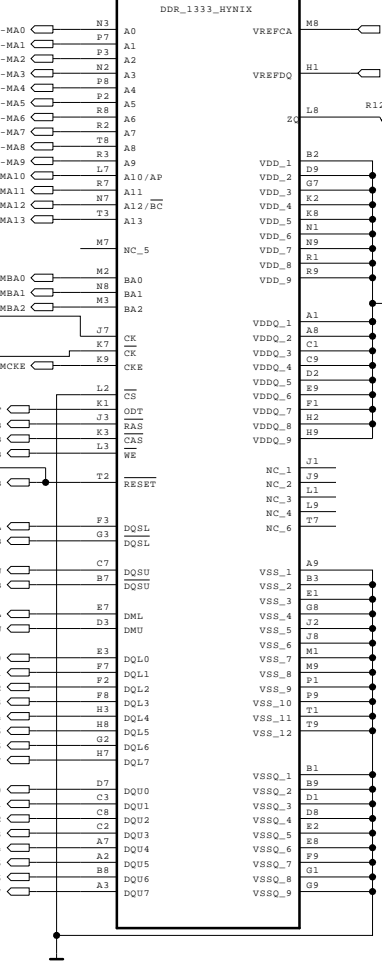 DDR_1333_HYNIX
-MA0 N3 A0 VREFCA M8
-MA1 P7 A1
-MA2 P3 A2
-MA3 N2 A3 VREFDQ H1
-MA4 P8 A4
-MA5 P2 A5
-MA6 R8 A6 ZQ L8 R12
-MA7 R2 A7
-MA8 T8 A8
-MA9 R3 A9 VDD_1 B2
MA10 L7 A10/AP VDD_2 D9
MA11 R7 A11 VDD_3 G7
MA12 N7 A12/BC VDD_4 K2
MA13 T3 A13 VDD_5 K8
VDD_6 N1
M7 NC_5 VDD_7 N9
VDD_8 R1
MBA0 M2 BA0 VDD_9 R9
MBA1 N8 BA1
MBA2 M3 BA2
VDDQ_1 A1
J7 CK VDDQ_2 A8
K7 CK VDDQ_3 C1
MCKE K9 CKE VDDQ_4 C9
VDDQ_5 D2
L2 CS VDDQ_6 E9
K1 ODT VDDQ_7 F1
J3 RAS VDDQ_8 H2
K3 CAS VDDQ_9 H9
L3 WE
NC_1 J1
T2 RESET NC_2 J9
NC_3 L1
NC_4 L9
F3 DQSL NC_6 T7
G3 DQSL
C7 DQSU VSS_1 A9
B7 DQSU VSS_2 B3
VSS_3 E1
E7 DML VSS_4 G8
D3 DMU VSS_5 J2
VSS_6 J8
E3 DQL0 VSS_7 M1
F7 DQL1 VSS_8 M9
F2 DQL2 VSS_9 P1
F8 DQL3 VSS_10 P9
H3 DQL4 VSS_11 T1
H8 DQL5 VSS_12 T9
G2 DQL6
H7 DQL7
VSSQ_1 B1
D7 DQU0 VSSQ_2 B9
C3 DQU1 VSSQ_3 D1
C8 DQU2 VSSQ_4 D8
C2 DQU3 VSSQ_5 E2
A7 DQU4 VSSQ_6 E8
A2 DQU5 VSSQ_7 F9
B8 DQU6 VSSQ_8 G1
A3 DQU7 VSSQ_9 G9